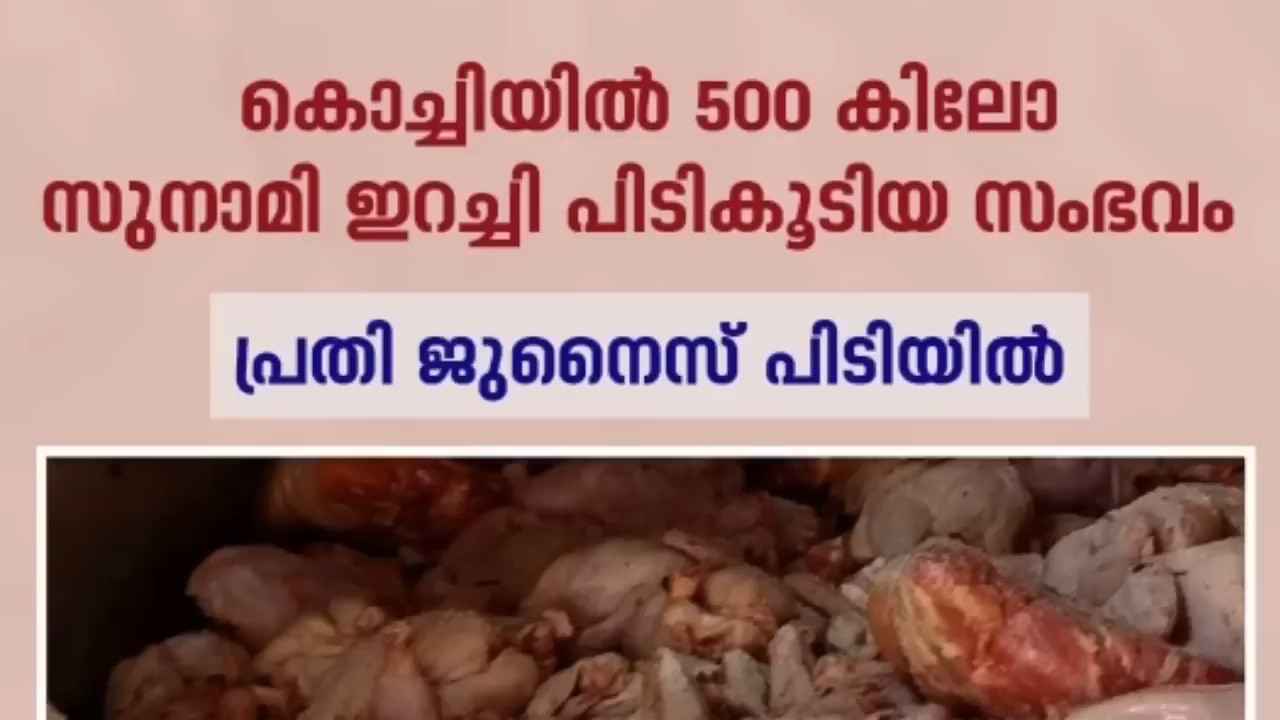 കൊച്ചിയിൽ 500 കിലോ
സുനാമി ഇറച്ചി പിടികൂടിയ സംഭവം
പ്രതി ജുനൈസ് പിടിയിൽ